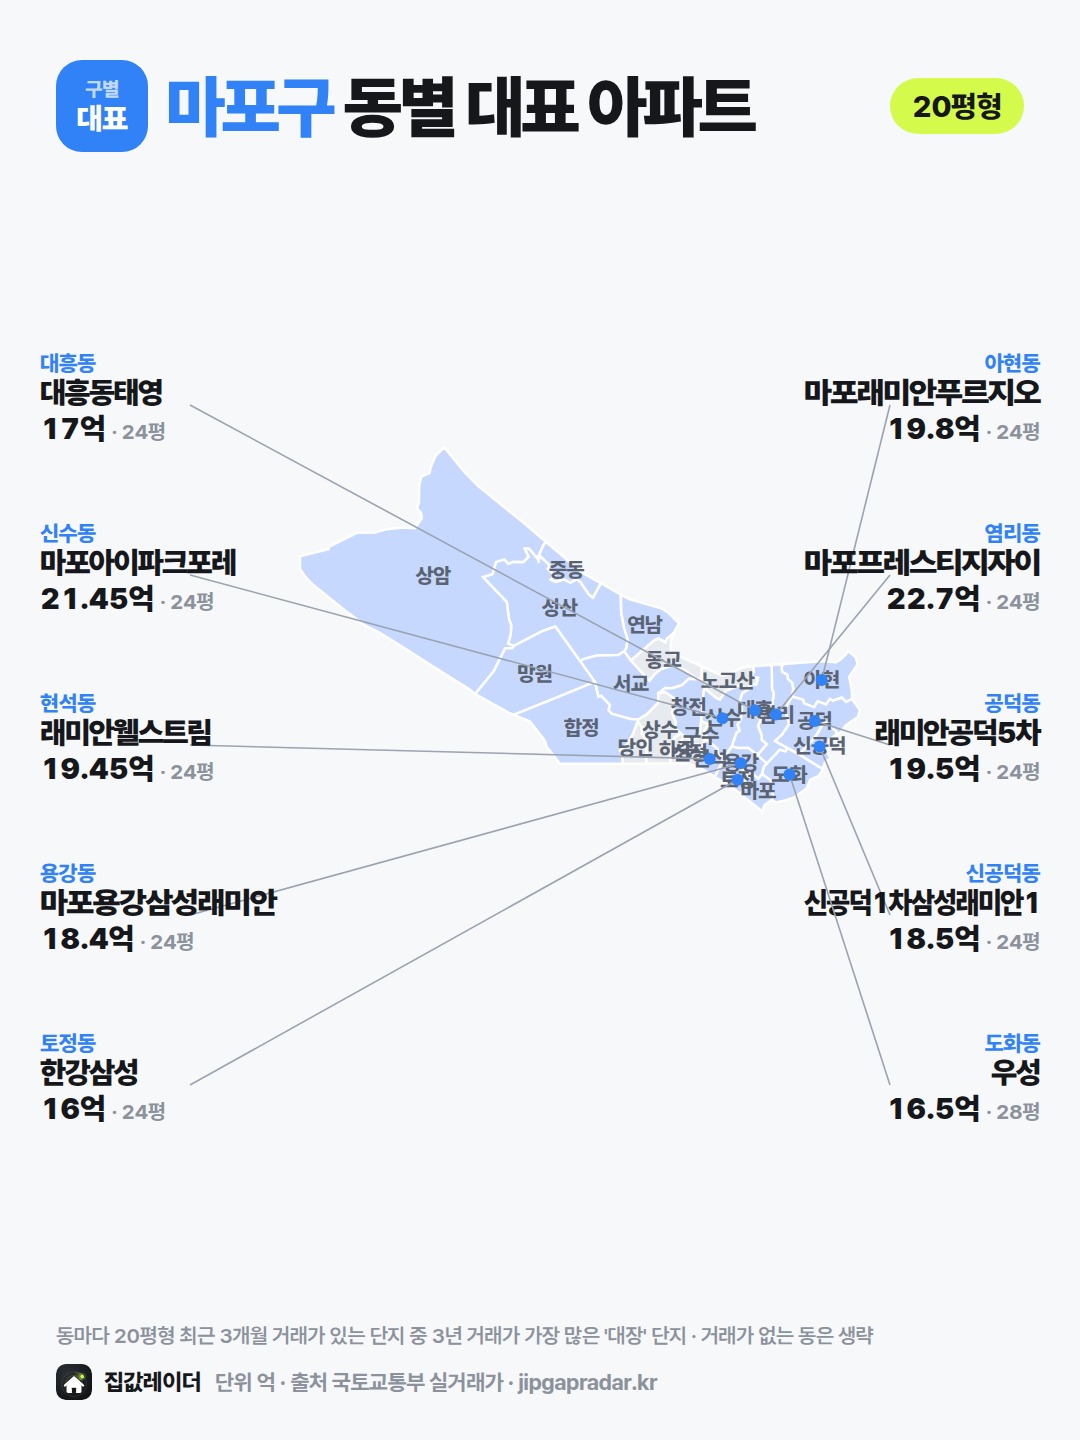 구별
대표
마포구 동별 대표 아파트
20평형
대흥동
대흥동태영
17억 · 24평
신수동
마포아이파크포레
21.45억 · 24평
현석동
래미안웰스트림
19.45억 · 24평
용강동
마포용강삼성래미안
18.4억 · 24평
토정동
한강삼성
16억 · 24평
아현동
마포래미안푸르지오
19.8억 · 24평
염리동
마포프레스티지자이
22.7억 · 24평
공덕동
래미안공덕5차
19.5억 · 24평
신공덕동
신공덕1차삼성래미안1
18.5억 · 24평
도화동
우성
16.5억 · 28평
상암
중동
성산
연남
동교
망원
서교
노고산
아현
창전
신수
대흥
염리
공덕
합정
상수
구수
신공덕
당인
현석
용강
도화
토정
마포
동마다 20평형 최근 3개월 거래가 있는 단지 중 3년 거래가 가장 많은 '대장' 단지 · 거래가 없는 동은 생략
집값레이더 단위 억 · 출처 국토교통부 실거래가 · jipgapradar.kr